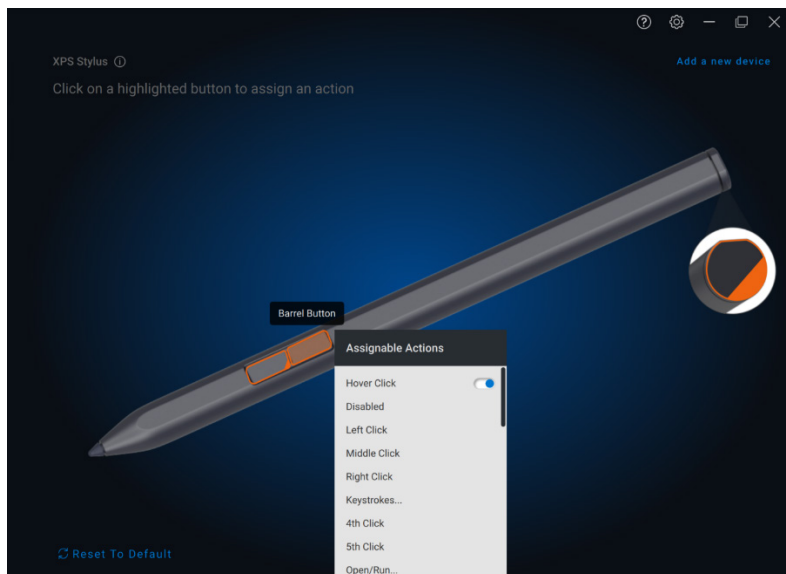 XPS Stylus
Add a new device
Click on a highlighted button to assign an action
Barrel Button
Assignable Actions
Hover Click
Disabled
Left Click
Middle Click
Right Click
Keystrokes...
4th Click
5th Click
Open/Run...
Reset To Default